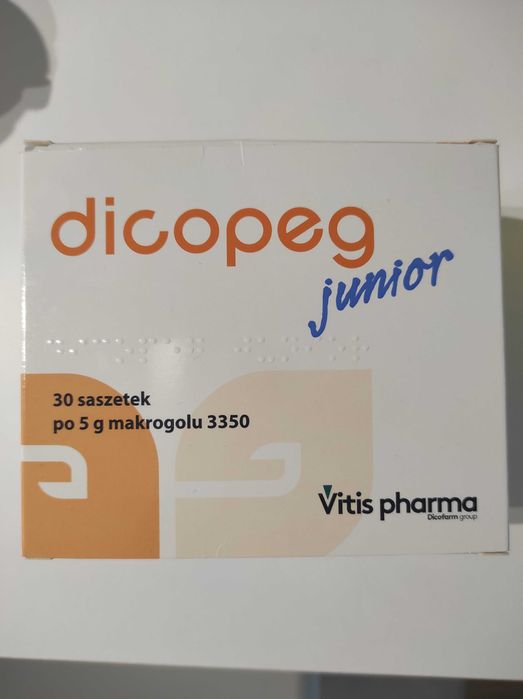 dicopeg
junior
30 saszetek
po 5 g makrogolu 3350
Vitis pharma
Dicofarm group